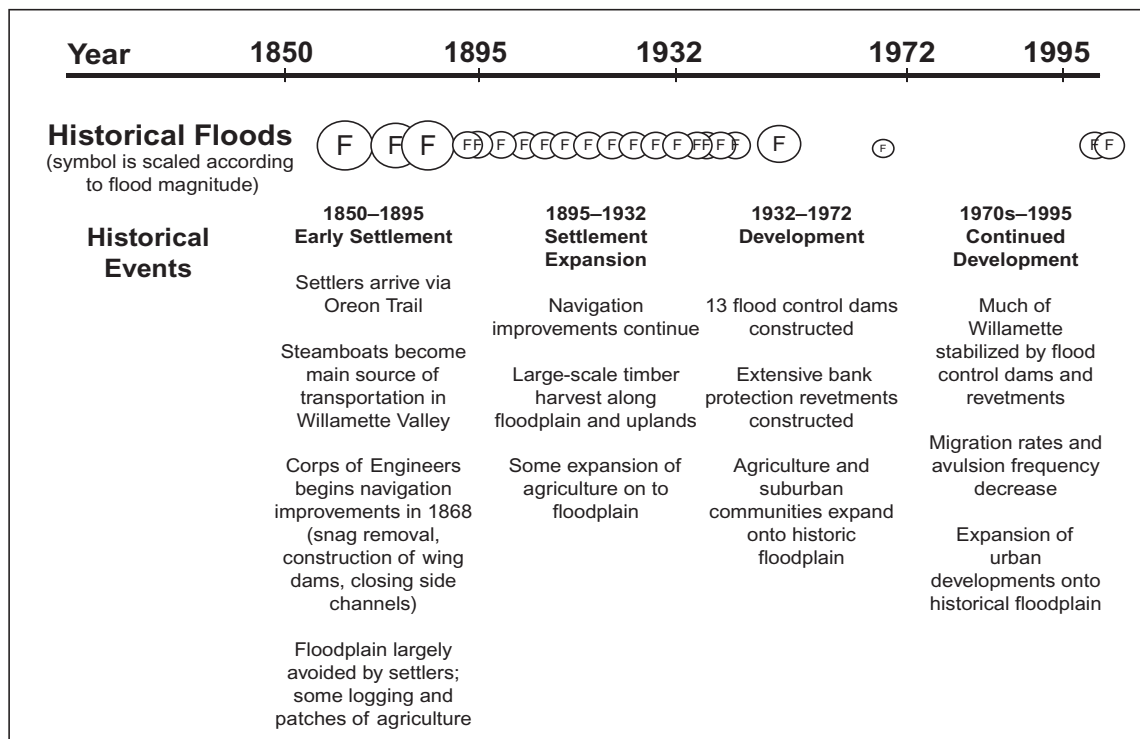 Year 1850 1895 1932 1972 1995
Historical Floods
(symbol is scaled according
to flood magnitude)
F F F F F F F F F F F F F F F F F F F F F F F
Historical
Events
1850–1895
Early Settlement
Settlers arrive via
Oreon Trail
Steamboats become
main source of
transportation in
Willamette Valley
Corps of Engineers
begins navigation
improvements in 1868
(snag removal,
construction of wing
dams, closing side
channels)
Floodplain largely
avoided by settlers;
some logging and
patches of agriculture
1895–1932
Settlement
Expansion
Navigation
improvements continue
Large-scale timber
harvest along
floodplain and uplands
Some expansion of
agriculture on to
floodplain
1932–1972
Development
13 flood control dams
constructed
Extensive bank
protection revetments
constructed
Agriculture and
suburban
communities expand
onto historic
floodplain
1970s–1995
Continued
Development
Much of
Willamette
stabilized by flood
control dams and
revetments
Migration rates and
avulsion frequency
decrease
Expansion of
urban
developments onto
historical floodplain